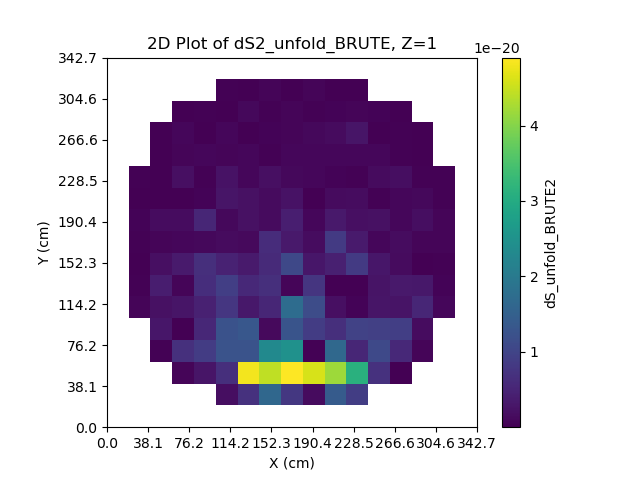 2D Plot of dS2_unfold_BRUTE, Z=1
1e−20
342.7
304.6
266.6
228.5
190.4
152.3
114.2
76.2
38.1
0.0
Y (cm)
0.0 38.1 76.2 114.2 152.3 190.4 228.5 266.6 304.6 342.7
X (cm)
4
3
2
1
dS_unfold_BRUTE2